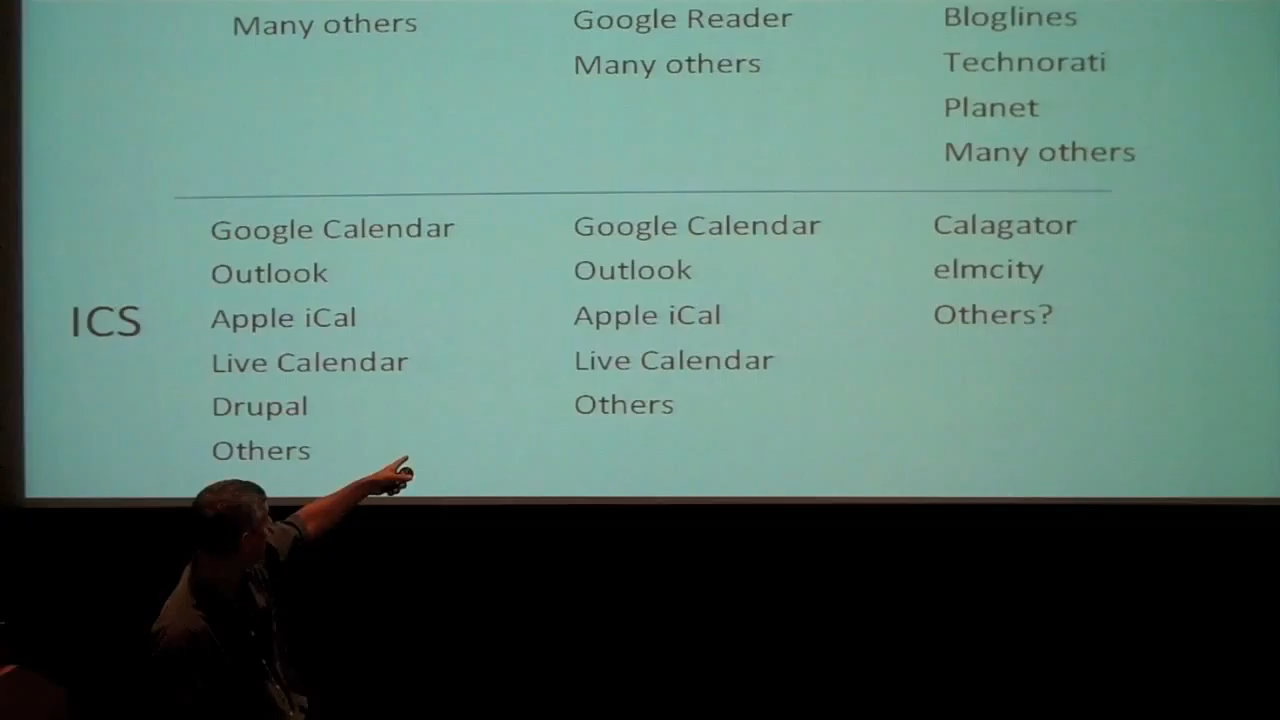 Many others
Google Reader
Many others
Bloglines
Technorati
Planet
Many others
ICS
Google Calendar
Outlook
Apple iCal
Live Calendar
Drupal
Others
Google Calendar
Outlook
Apple iCal
Live Calendar
Others
Calagator
elmcity
Others?